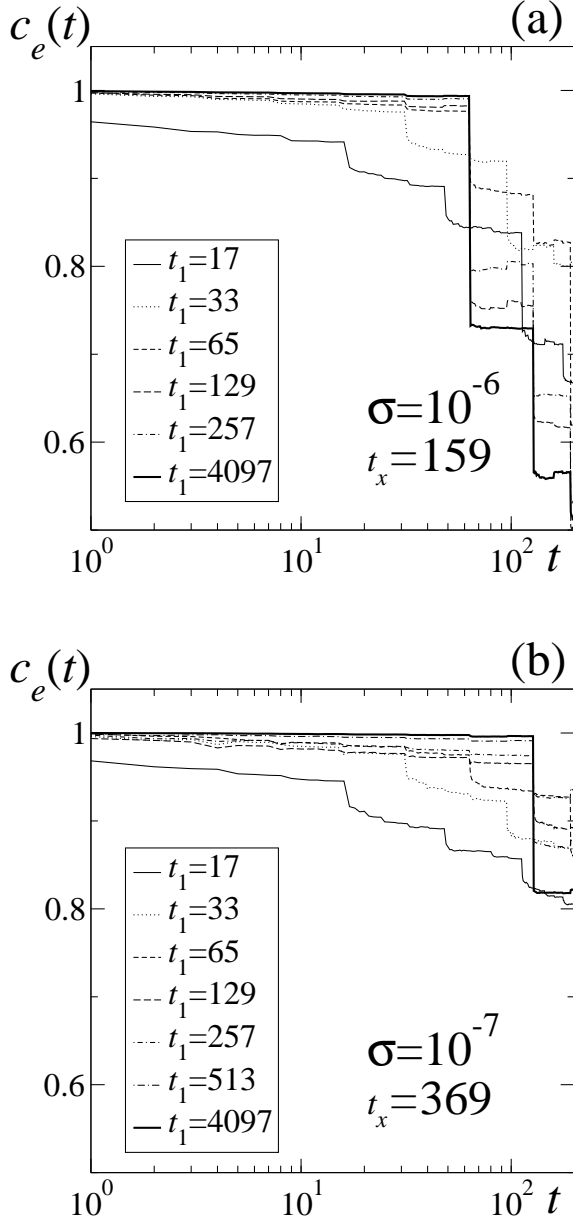 c_e(t) (a)
1
0.8
0.6
t_1=17
t_1=33
t_1=65
t_1=129
t_1=257
t_1=4097
σ=10^-6
t_x=159
10^0 10^1 10^2 t
c_e(t) (b)
1
0.8
0.6
t_1=17
t_1=33
t_1=65
t_1=129
t_1=257
t_1=513
t_1=4097
σ=10^-7
t_x=369
10^0 10^1 10^2 t